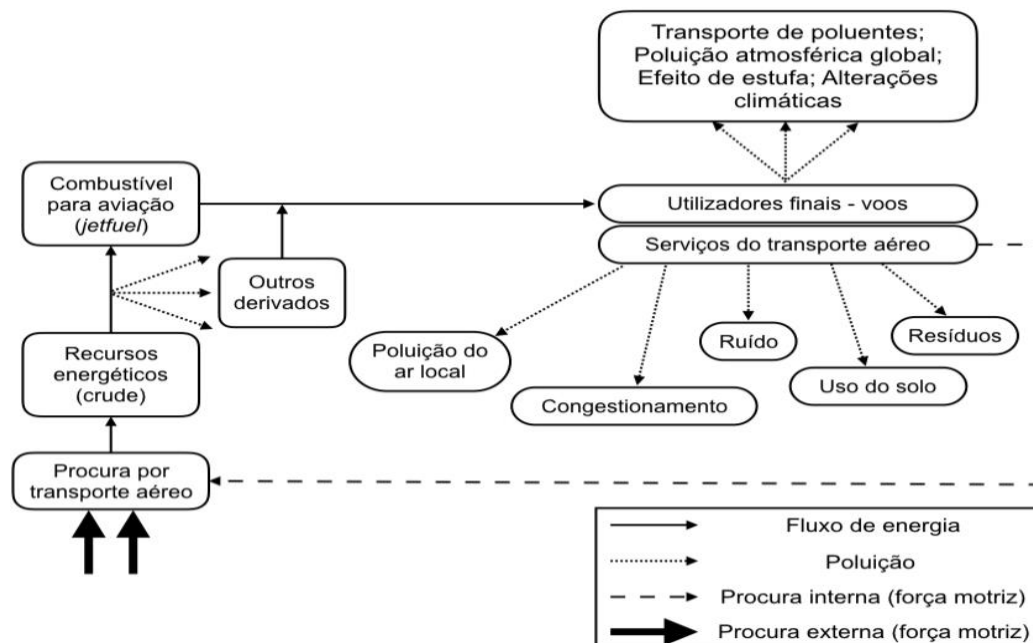 Transporte de poluentes;
Poluição atmosférica global;
Efeito de estufa; Alterações
climáticas
Combustível
para aviação
(jetfuel)
Utilizadores finais - voos
Serviços do transporte aéreo
Outros
derivados
Recursos
energéticos
(crude)
Poluição do
ar local
Congestionamento
Ruído
Uso do solo
Resíduos
Procura por
transporte aéreo
Fluxo de energia
Poluição
Procura interna (força motriz)
Procura externa (força motriz)